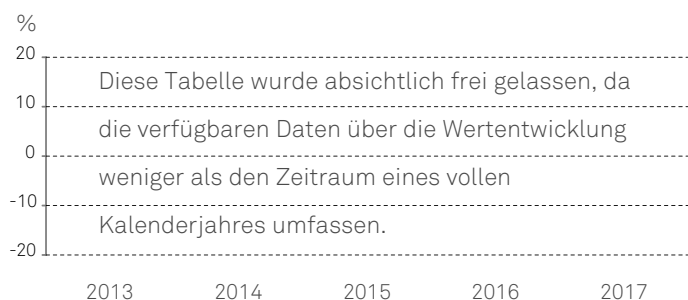 %
20
Diese Tabelle wurde absichtlich frei gelassen, da
10
die verfügbaren Daten über die Wertentwicklung
0
weniger als den Zeitraum eines vollen
-10
Kalenderjahres umfassen.
-20
2013 2014 2015 2016 2017